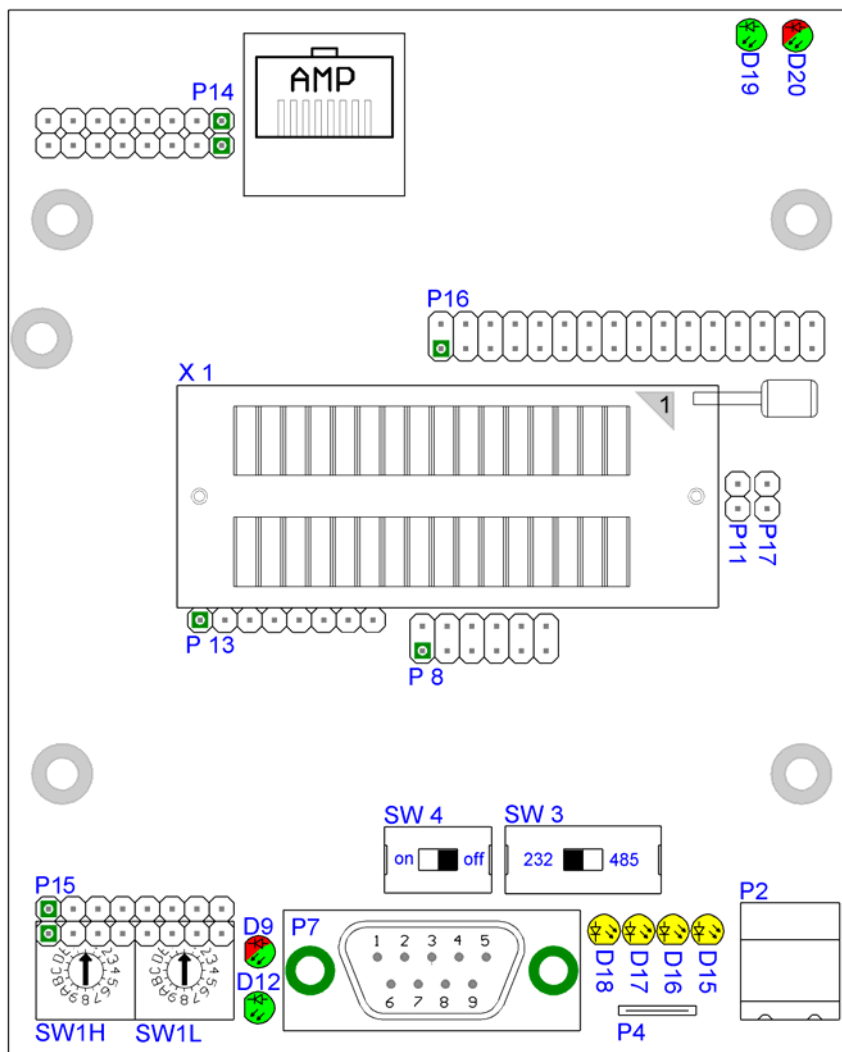 D19
D20
P14
AMP
P16
X 1
1
P11
P17
P 13
P 8
SW 4
on
off
SW 3
232
485
P15
D9
D12
P7
1 2 3 4 5
6 7 8 9
D18
D17
D16
D15
P2
P4
SW1H
SW1L